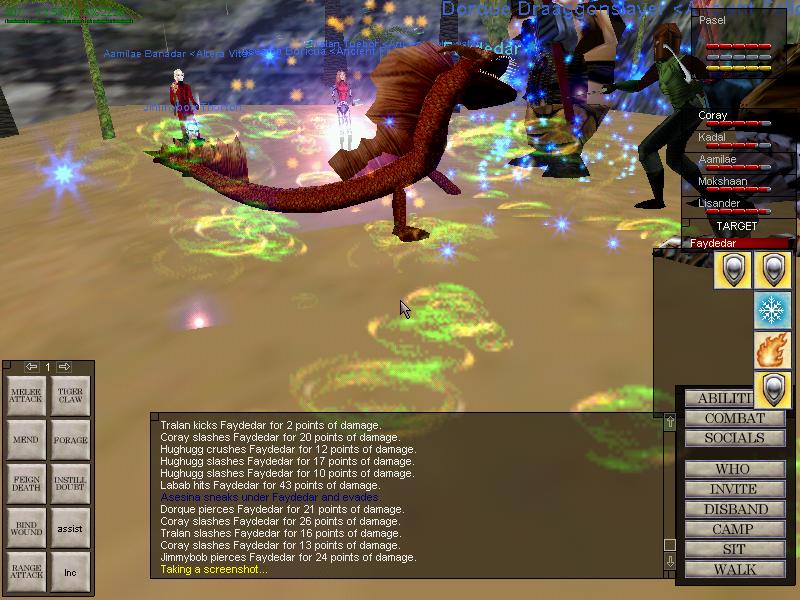 Dorque Draaggonslayer <Ancient
Aamilae Banadar <Altera Vita>
Boricua <Ancient
Faydedar
Jimmybob
Pasel
Coray
Kadal
Aamilae
Mokshaan
Lisander
TARGET
Faydedar
1
MELEE ATTACK
TIGER CLAW
MEND
FORAGE
FEIGN DEATH
INSTILL DOUBT
BIND WOUND
assist
RANGE ATTACK
Inc
Tralan kicks Faydedar for 2 points of damage.
Coray slashes Faydedar for 20 points of damage.
Hughugg crushes Faydedar for 12 points of damage.
Hughugg slashes Faydedar for 17 points of damage.
Hughugg slashes Faydedar for 10 points of damage.
Labab hits Faydedar for 43 points of damage.
Asesina sneaks under Faydedar and evades.
Dorque pierces Faydedar for 21 points of damage.
Coray slashes Faydedar for 26 points of damage.
Tralan slashes Faydedar for 16 points of damage.
Coray slashes Faydedar for 13 points of damage.
Jimmybob pierces Faydedar for 24 points of damage.
Taking a screenshot...
ABILITI
COMBAT
SOCIALS
WHO
INVITE
DISBAND
CAMP
SIT
WALK